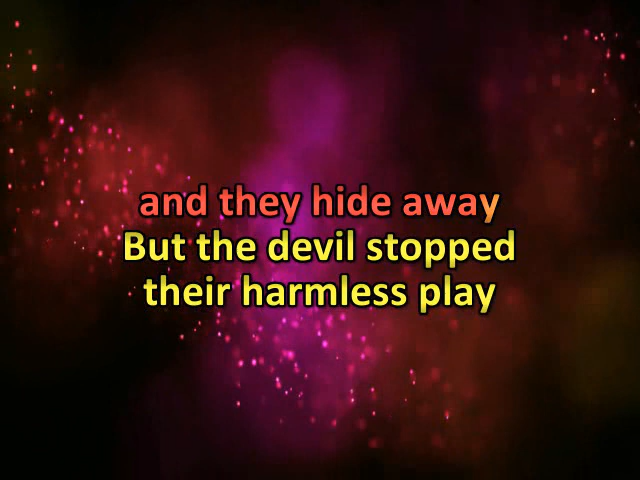 and they hide away
But the devil stopped
their harmless play